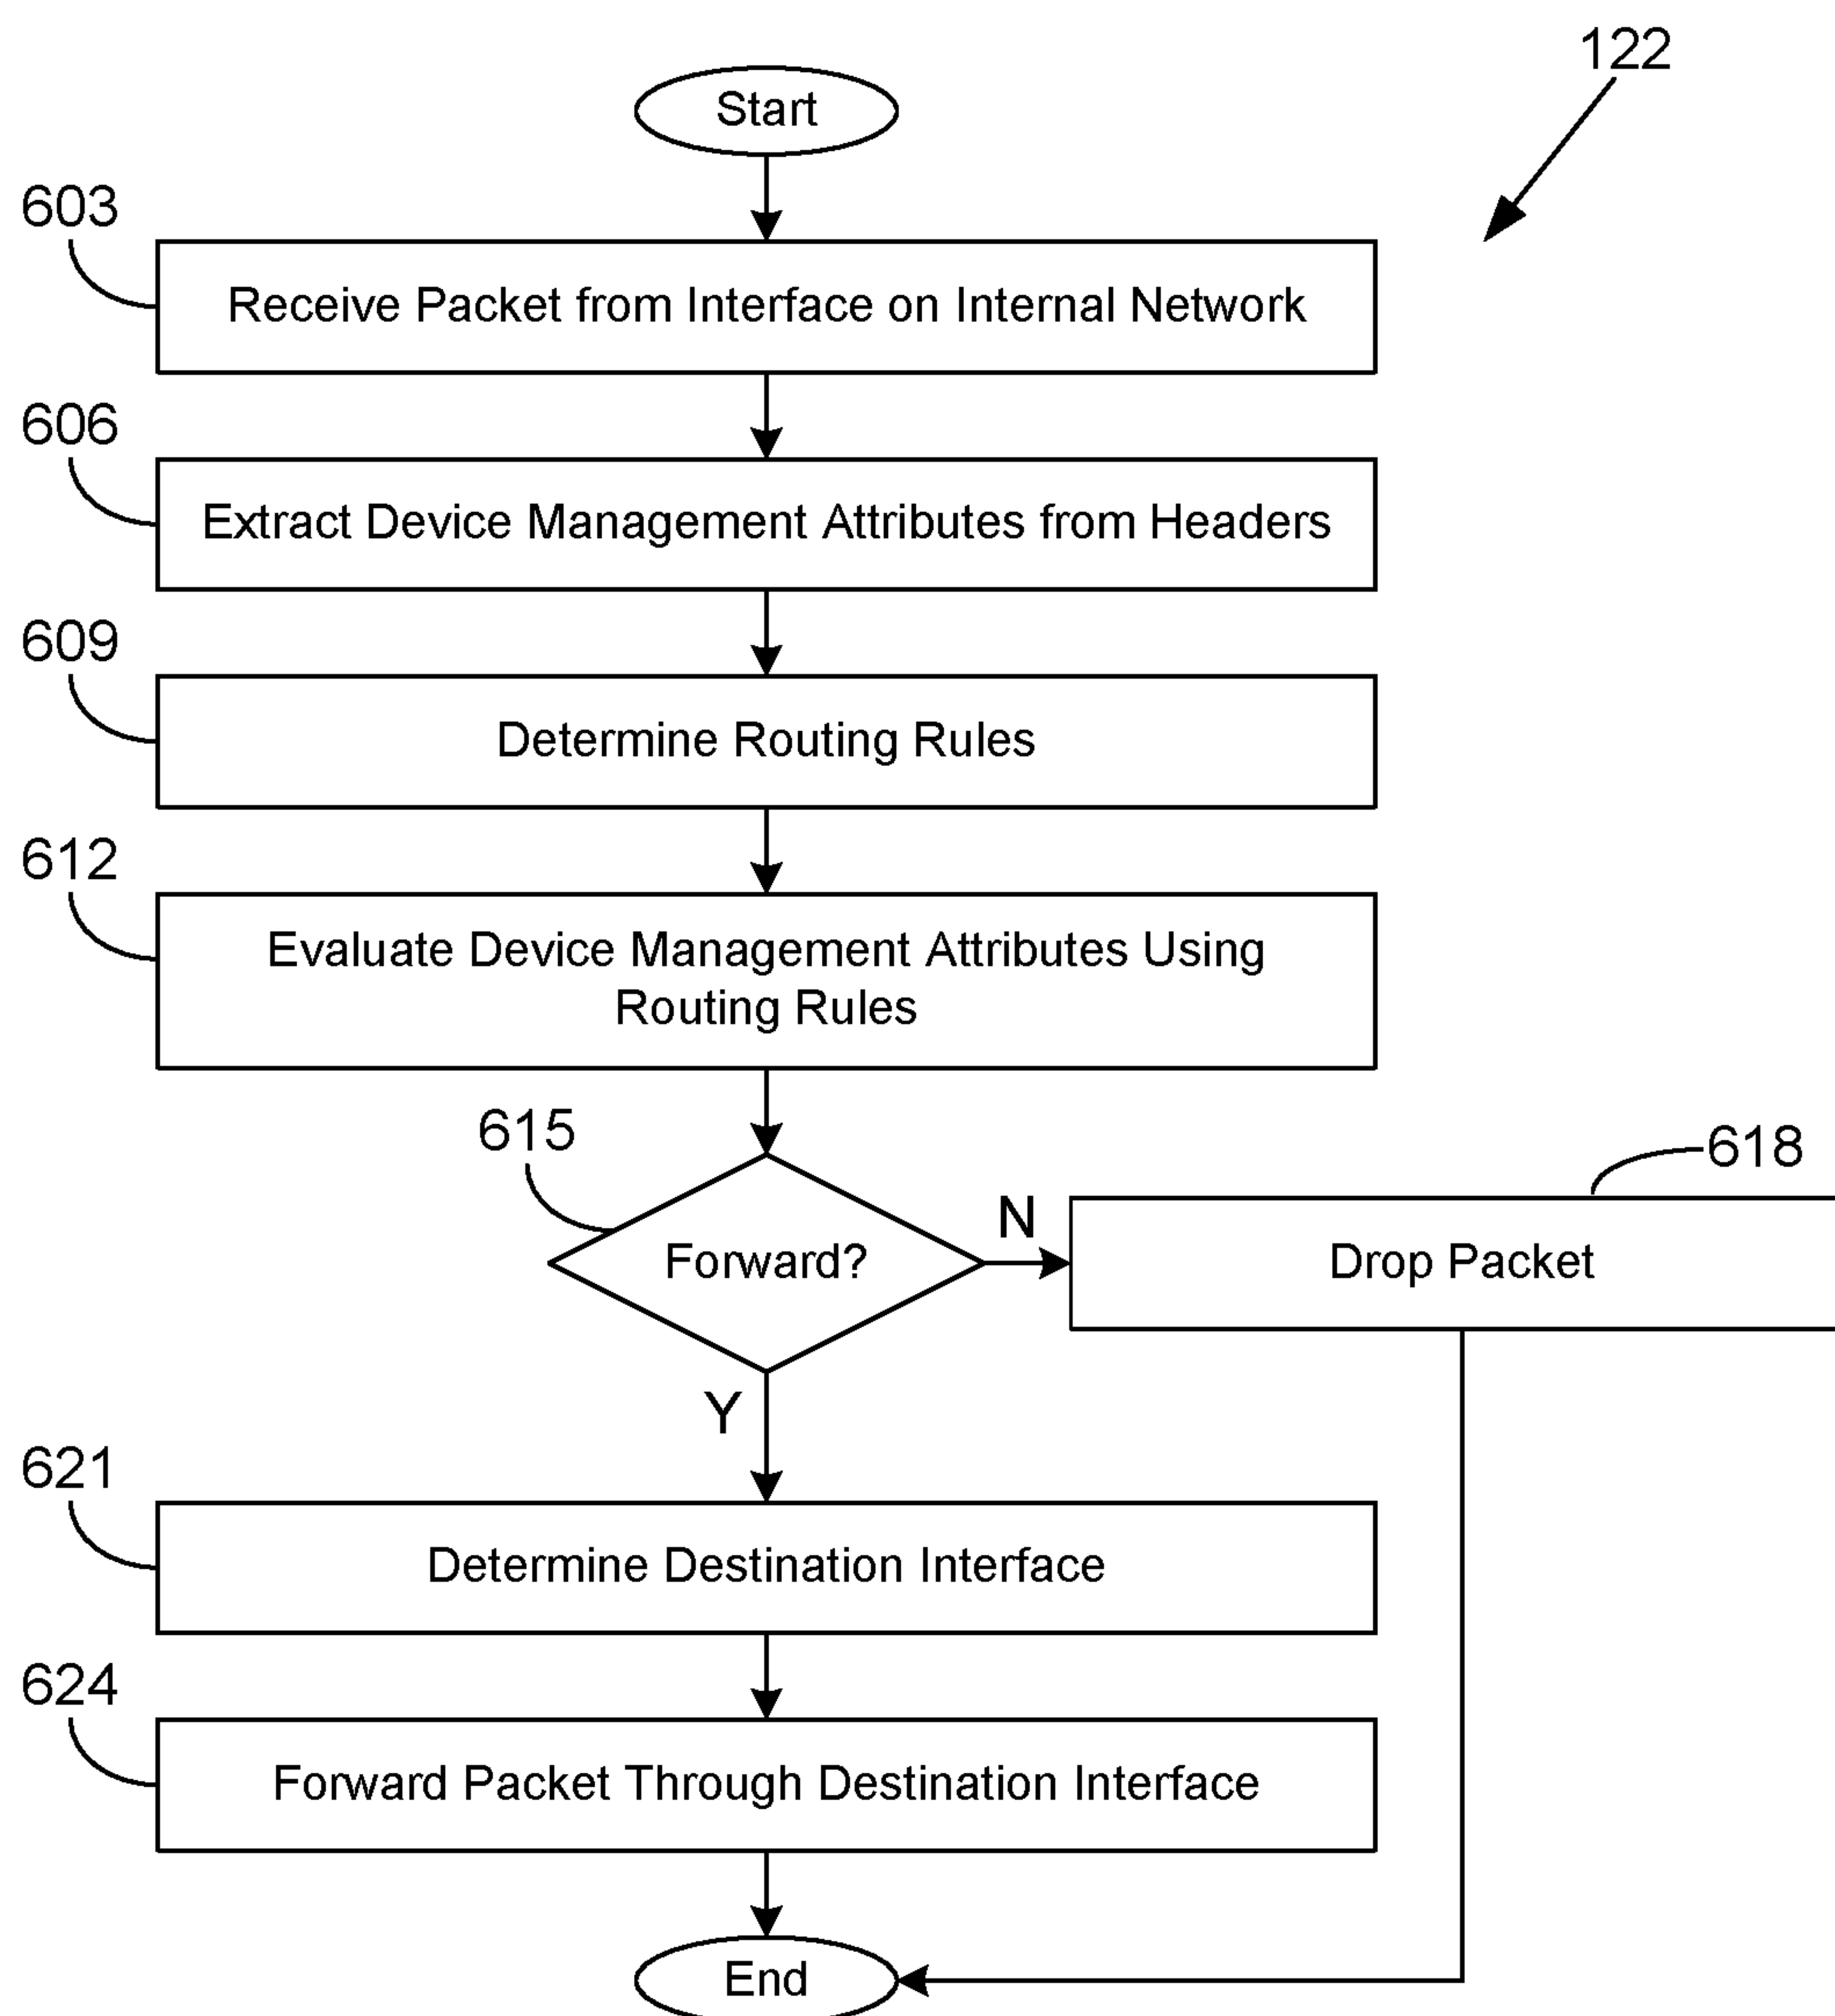 122
Start
603
Receive Packet from Interface on Internal Network
606
Extract Device Management Attributes from Headers
609
Determine Routing Rules
612
Evaluate Device Management Attributes Using
Routing Rules
615
618
Forward?
N
Drop Packet
Y
621
Determine Destination Interface
624
Forward Packet Through Destination Interface
End